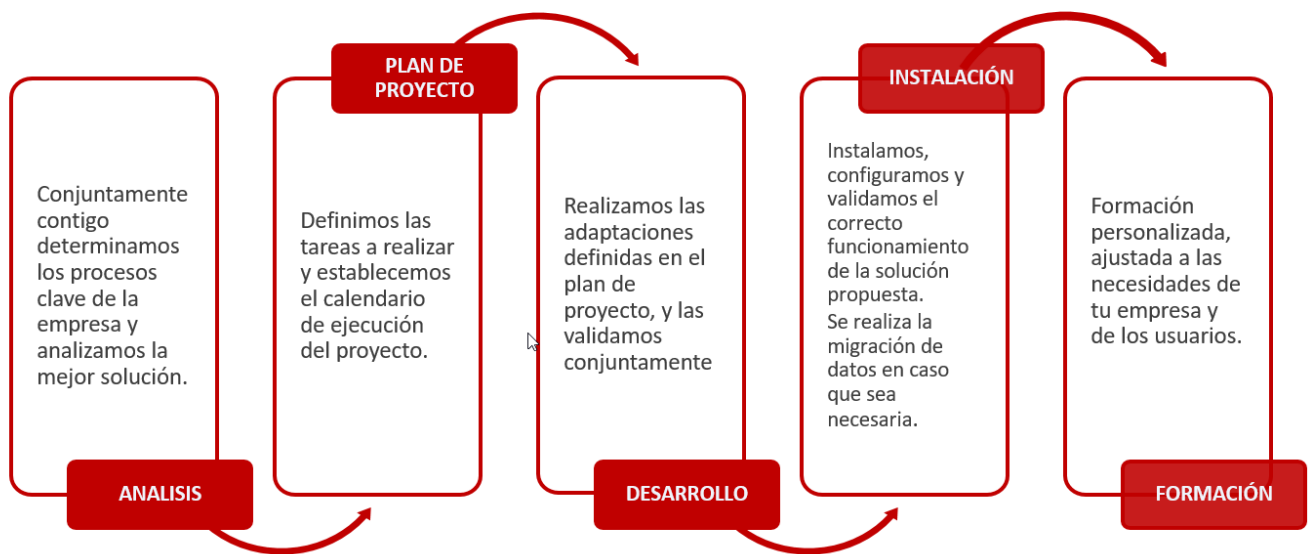 Conjuntamente
contigo
determinamos
los procesos
clave de la
empresa y
analizamos la
mejor solución.
ANALISIS
PLAN DE
PROYECTO
Definimos las
tareas a realizar
y establecemos
el calendario
de ejecución
del proyecto.
Realizamos las
adaptaciones
definidas en el
plan de
proyecto, y las
validamos
conjuntamente
DESARROLLO
INSTALACIÓN
Instalamos,
configuramos y
validamos el
correcto
funcionamiento
de la solución
propuesta.
Se realiza la
migración de
datos en caso
que sea
necesaria.
Formación
personalizada,
ajustada a las
necesidades de
tu empresa y
de los usuarios.
FORMACIÓN